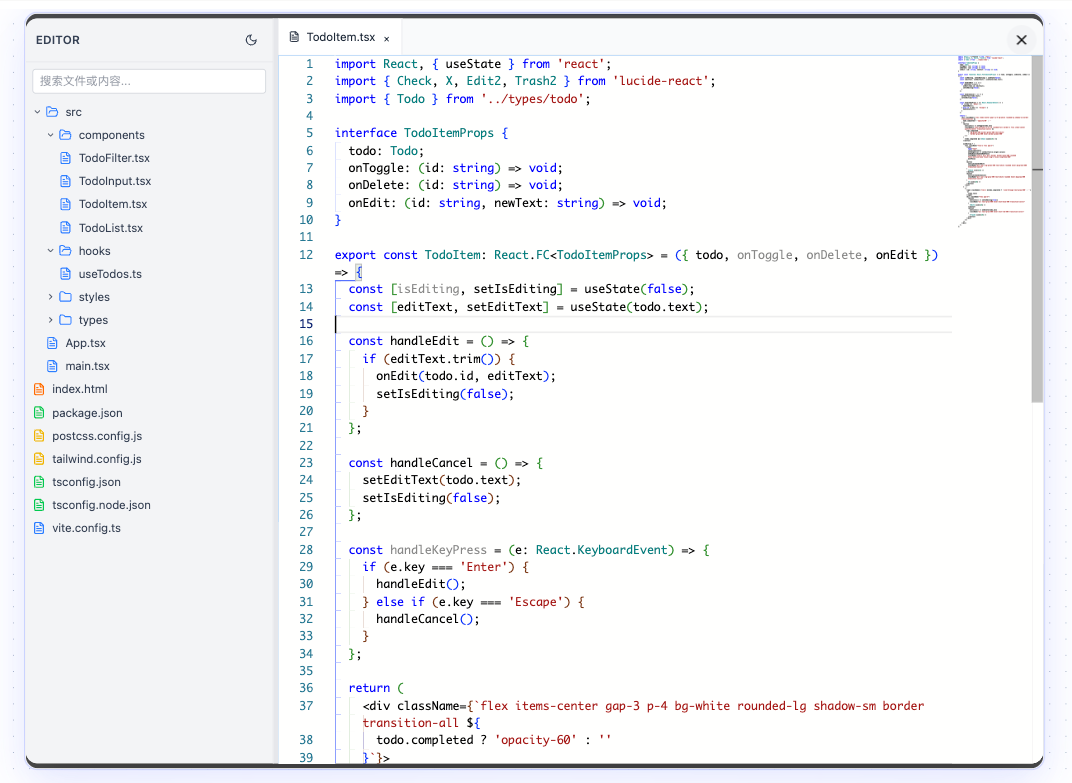 EDITOR
搜索文件或内容...
src
components
TodoFilter.tsx
TodoInput.tsx
TodoItem.tsx
TodoList.tsx
hooks
useTodos.ts
styles
types
App.tsx
main.tsx
index.html
package.json
postcss.config.js
tailwind.config.js
tsconfig.json
tsconfig.node.json
vite.config.ts
TodoItem.tsx ×
1 import React, { useState } from 'react';
2 import { Check, X, Edit2, Trash2 } from 'lucide-react';
3 import { Todo } from '../types/todo';
4
5 interface TodoItemProps {
6   todo: Todo;
7   onToggle: (id: string) => void;
8   onDelete: (id: string) => void;
9   onEdit: (id: string, newText: string) => void;
10 }
11
12 export const TodoItem: React.FC<TodoItemProps> = ({ todo, onToggle, onDelete, onEdit })
=> {
13   const [isEditing, setIsEditing] = useState(false);
14   const [editText, setEditText] = useState(todo.text);
15
16   const handleEdit = () => {
17     if (editText.trim()) {
18       onEdit(todo.id, editText);
19       setIsEditing(false);
20     }
21   };
22
23   const handleCancel = () => {
24     setEditText(todo.text);
25     setIsEditing(false);
26   };
27
28   const handleKeyPress = (e: React.KeyboardEvent) => {
29     if (e.key === 'Enter') {
30       handleEdit();
31     } else if (e.key === 'Escape') {
32       handleCancel();
33     }
34   };
35
36   return (
37     <div className={`flex items-center gap-3 p-4 bg-white rounded-lg shadow-sm border
transition-all ${
38       todo.completed ? 'opacity-60' : ''
39     }`}>